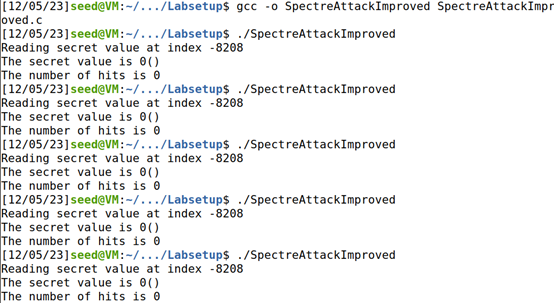 [12/05/23]seed@VM:~/.../Labsetup$ gcc -o SpectreAttackImproved SpectreAttackImpr
oved.c
[12/05/23]seed@VM:~/.../Labsetup$ ./SpectreAttackImproved
Reading secret value at index -8208
The secret value is 0()
The number of hits is 0
[12/05/23]seed@VM:~/.../Labsetup$ ./SpectreAttackImproved
Reading secret value at index -8208
The secret value is 0()
The number of hits is 0
[12/05/23]seed@VM:~/.../Labsetup$ ./SpectreAttackImproved
Reading secret value at index -8208
The secret value is 0()
The number of hits is 0
[12/05/23]seed@VM:~/.../Labsetup$ ./SpectreAttackImproved
Reading secret value at index -8208
The secret value is 0()
The number of hits is 0
[12/05/23]seed@VM:~/.../Labsetup$ ./SpectreAttackImproved
Reading secret value at index -8208
The secret value is 0()
The number of hits is 0